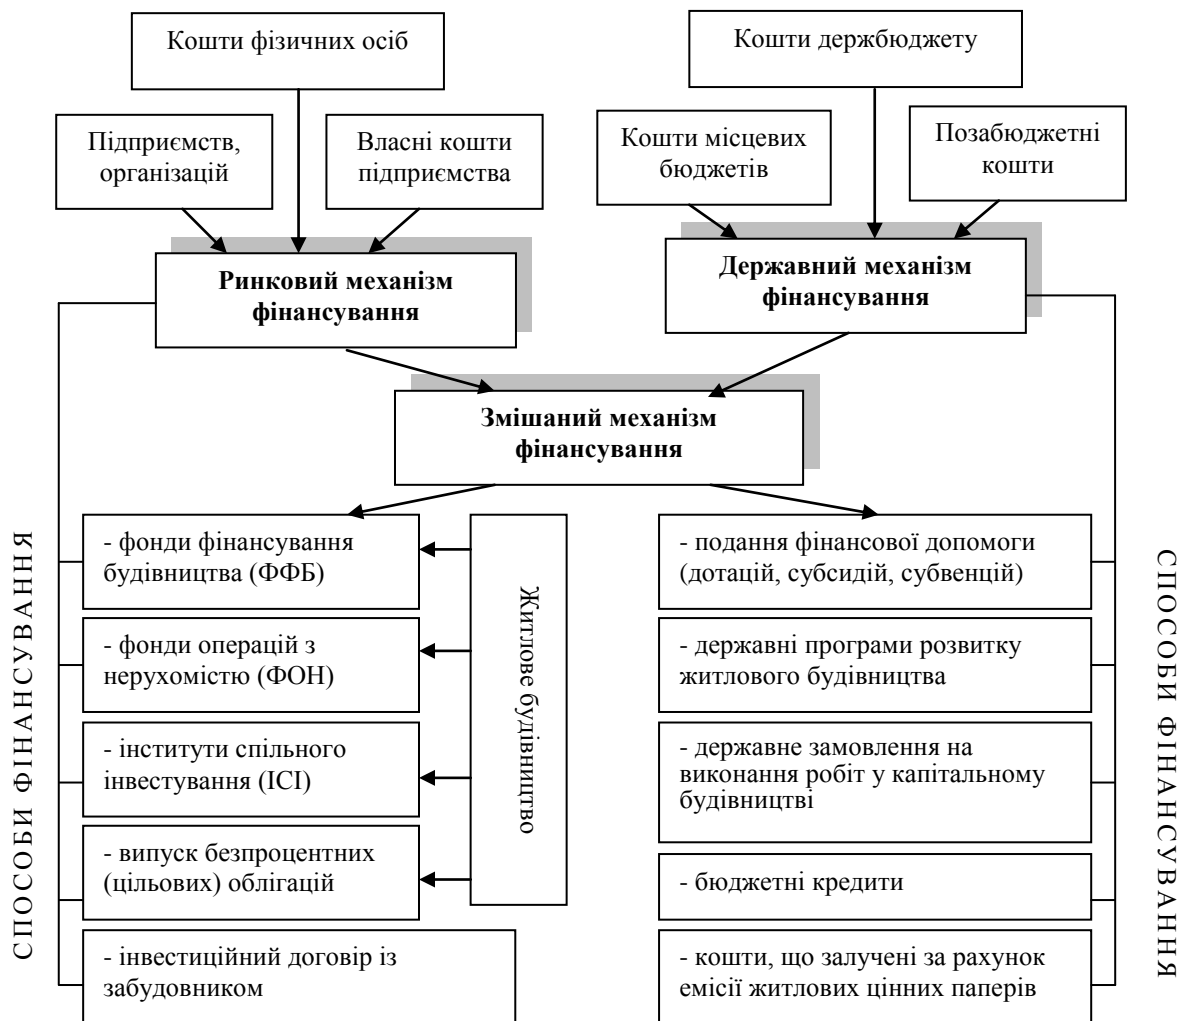 Кошти фізичних осіб
Кошти держбюджету
Підприємств,
організацій
Власні кошти
підприємства
Кошти місцевих
бюджетів
Позабюджетні
кошти
Ринковий механізм
фінансування
Державний механізм
фінансування
Змішаний механізм
фінансування
СПОСОБИ ФІНАНСУВАННЯ
- фонди фінансування
будівництва (ФФБ)
- фонди операцій з
нерухомістю (ФОН)
- інститути спільного
інвестування (ІСІ)
- випуск безпроцентних
(цільових) облігацій
- інвестиційний договір із
забудовником
Житлове будівництво
- подання фінансової допомоги
(дотацій, субсидій, субвенцій)
- державні програми розвитку
житлового будівництва
- державне замовлення на
виконання робіт у капітальному
будівництві
- бюджетні кредити
- кошти, що залучені за рахунок
емісії житлових цінних паперів
СПОСОБИ ФІНАНСУВАННЯ